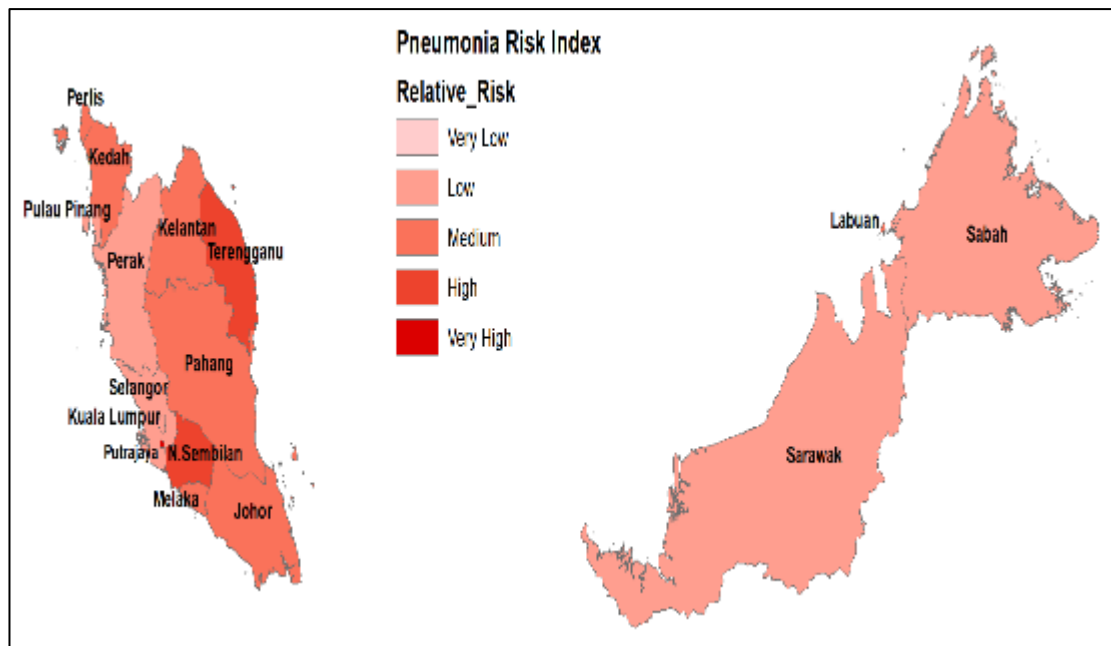 Pneumonia Risk Index
Relative_Risk
Very Low
Low
Medium
High
Very High
Perlis
Kedah
Pulau Pinang
Kelantan
Terengganu
Perak
Pahang
Selangor
Kuala Lumpur
Putrajaya
N.Sembilan
Melaka
Johor
Labuan
Sabah
Sarawak